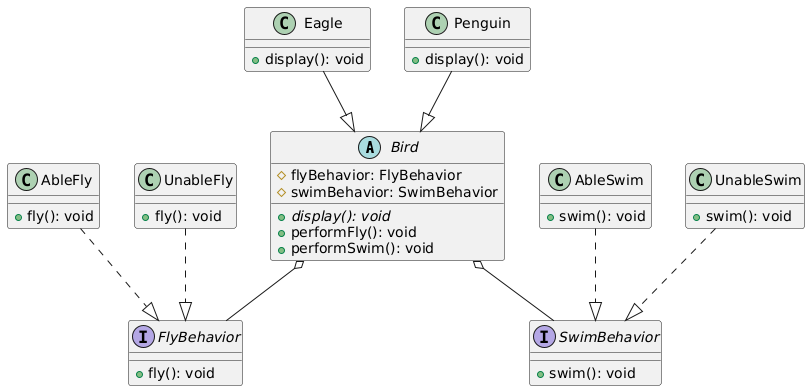 C Eagle
+ display(): void
C Penguin
+ display(): void
A Bird
flyBehavior: FlyBehavior
swimBehavior: SwimBehavior
display(): void
performFly(): void
performSwim(): void
C AbleFly
fly(): void
C UnableFly
fly(): void
C AbleSwim
swim(): void
C UnableSwim
swim(): void
I FlyBehavior
fly(): void
I SwimBehavior
swim(): void